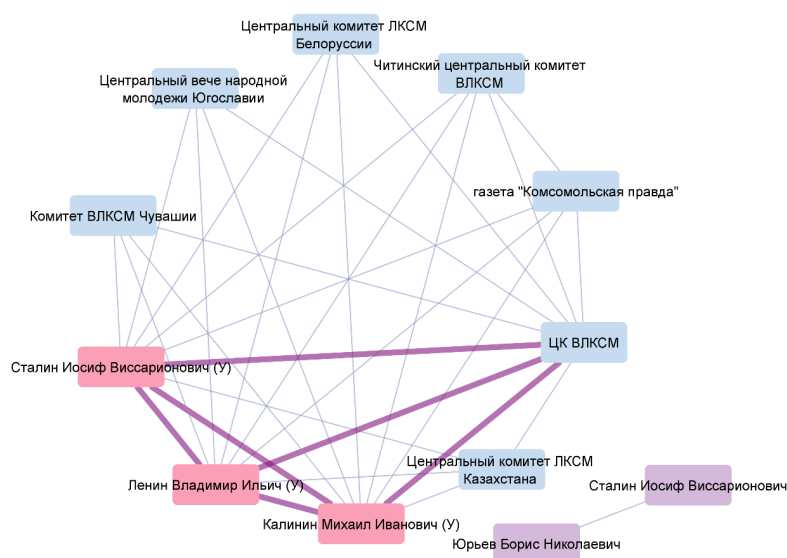 Центральный комитет ЛКСМ
Белоруссии
Читинский центральный комитет
ВЛКСМ
Центральный вече народной
молодежи Югославии
газета "Комсомольская правда"
Комитет ВЛКСМ Чувашии
ЦК ВЛКСМ
Сталин Иосиф Виссарионович (У)
Центральный комитет ЛКСМ
Казахстана
Ленин Владимир Ильич (У)
Сталин Иосиф Виссарионович
Калинин Михаил Иванович (У)
Юрьев Борис Николаевич